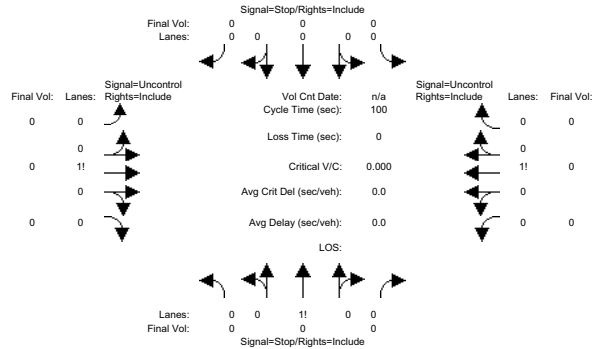 Signal=Stop/Rights=Include
Final Vol: 0 0 0
Lanes: 0 0 0 0 0
Signal=Uncontrol Signal=Uncontrol
Final Vol: Lanes: Rights=Include Vol Cnt Date: n/a Rights=Include Lanes: Final Vol:
Cycle Time (sec): 100
0 0 0 0
Loss Time (sec): 0
0 0
0 1! Critical V/C: 0.000 1! 0
0 Avg Crit Del (sec/veh): 0.0 0
0 0 Avg Delay (sec/veh): 0.0 0 0
LOS:
Lanes: 0 0 1! 0 0
Final Vol: 0 0 0
Signal=Stop/Rights=Include